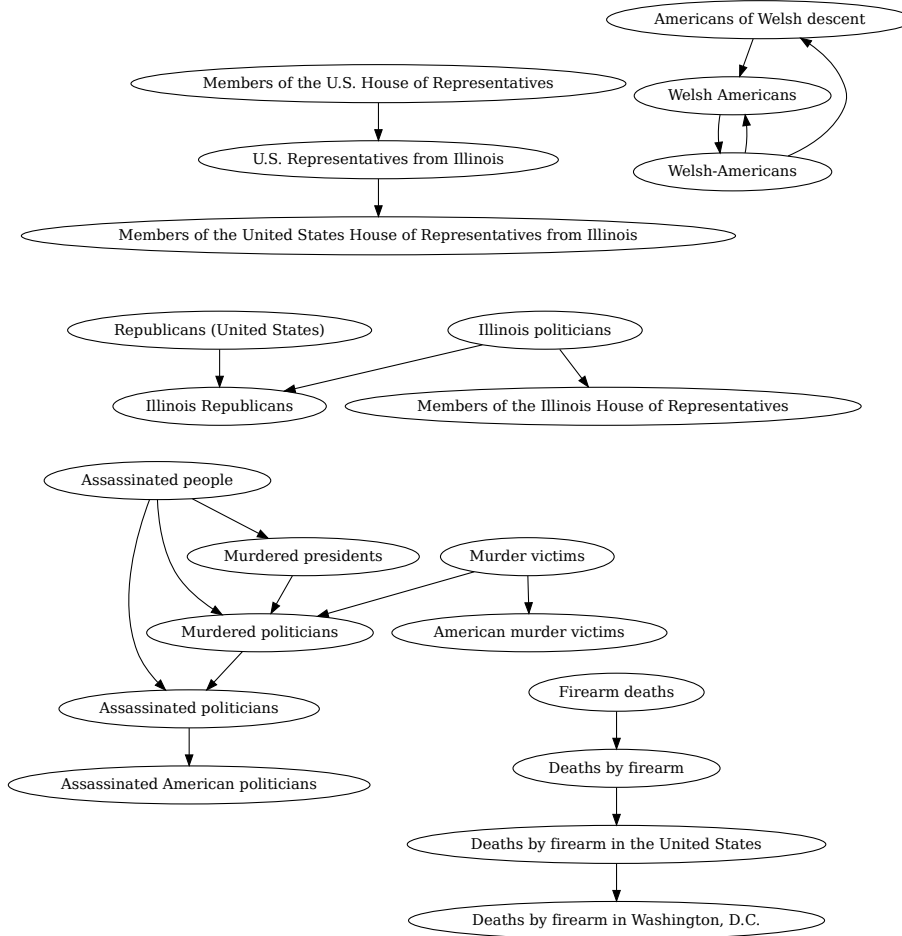 Americans of Welsh descent
Members of the U.S. House of Representatives
Welsh Americans
U.S. Representatives from Illinois
Welsh-Americans
Members of the United States House of Representatives from Illinois
Republicans (United States)
Illinois politicians
Illinois Republicans
Members of the Illinois House of Representatives
Assassinated people
Murdered presidents
Murder victims
Murdered politicians
American murder victims
Firearm deaths
Assassinated politicians
Deaths by firearm
Assassinated American politicians
Deaths by firearm in the United States
Deaths by firearm in Washington, D.C.